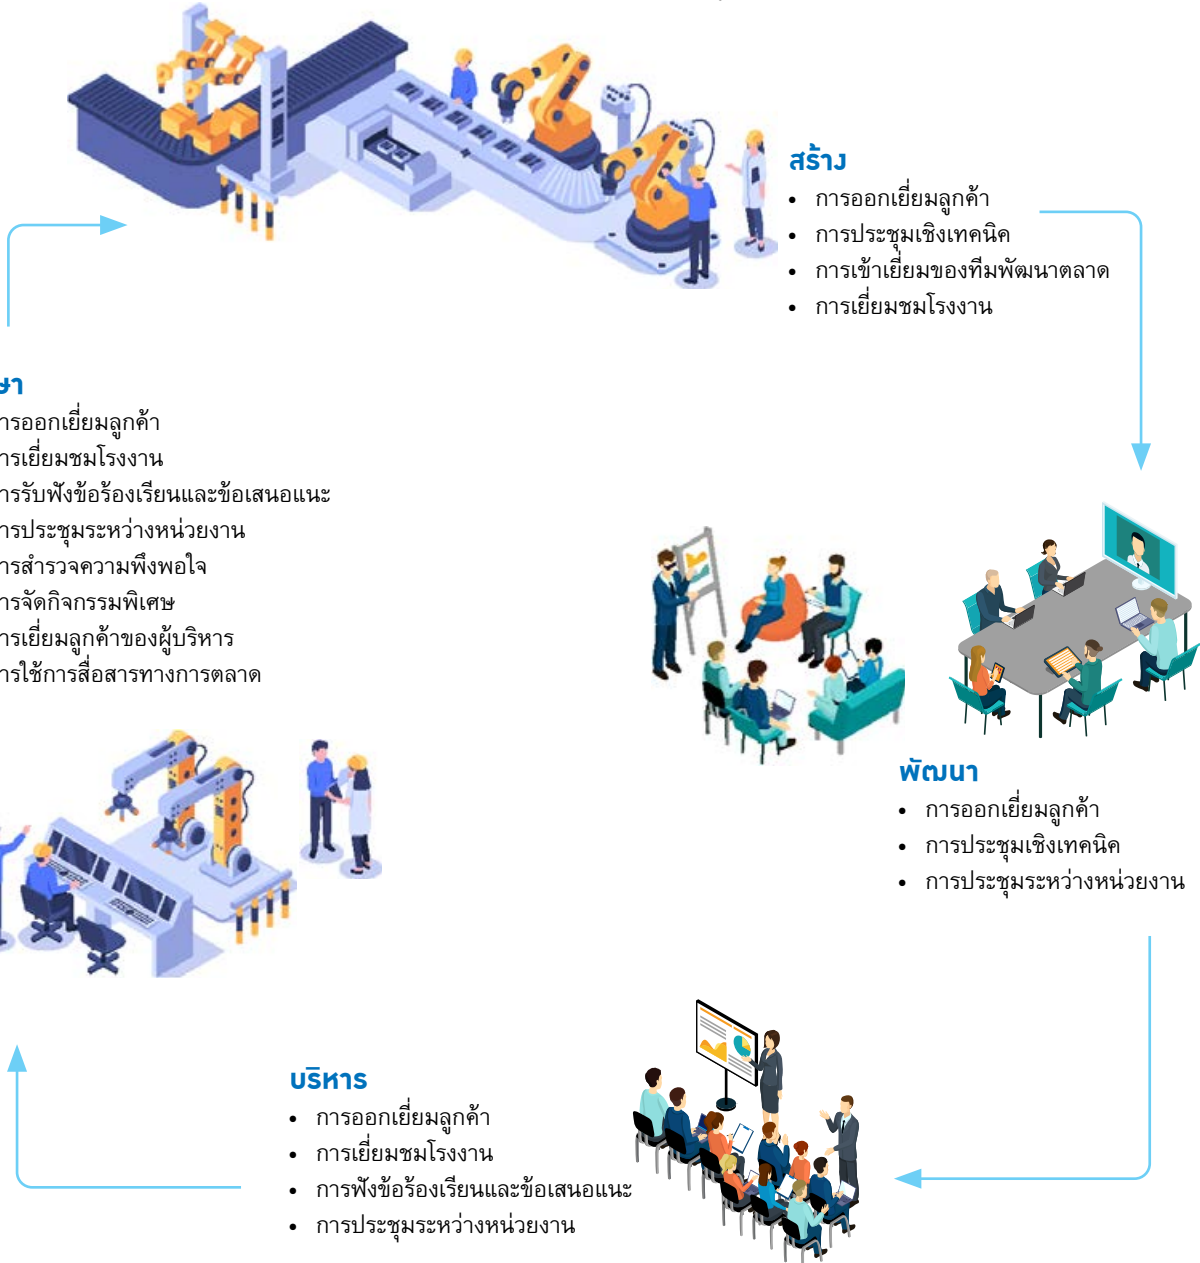 สร้าง
• การออกเยี่ยมลูกค้า
• การประชุมเชิงเทคนิค
• การเข้าเยี่ยมของทีมพัฒนาตลาด
• การเยี่ยมชมโรงงาน
ษา
ารออกเยี่ยมลูกค้า
ารเยี่ยมชมโรงงาน
ารรับฟังข้อร้องเรียนและข้อเสนอแนะ
ารประชุมระหว่างหน่วยงาน
ารสำรวจความพึงพอใจ
ารจัดกิจกรรมพิเศษ
ารเยี่ยมลูกค้าของผู้บริหาร
ารใช้การสื่อสารทางการตลาด
พัฒนา
• การออกเยี่ยมลูกค้า
• การประชุมเชิงเทคนิค
• การประชุมระหว่างหน่วยงาน
บริหาร
• การออกเยี่ยมลูกค้า
• การเยี่ยมชมโรงงาน
• การฟังข้อร้องเรียนและข้อเสนอแนะ
• การประชุมระหว่างหน่วยงาน